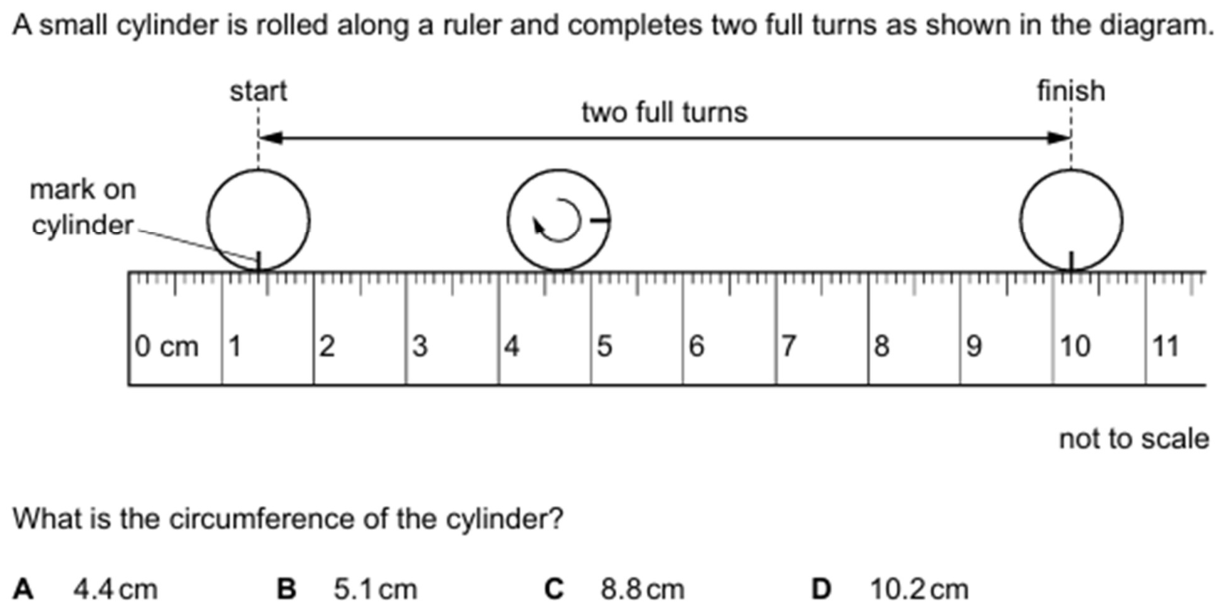 A small cylinder is rolled along a ruler and completes two full turns as shown in the diagram.
start
finish
two full turns
mark on
cylinder
0 cm 1 2 3 4 5 6 7 8 9 10 11
not to scale
What is the circumference of the cylinder?
A 4.4 cm B 5.1 cm C 8.8 cm D 10.2 cm